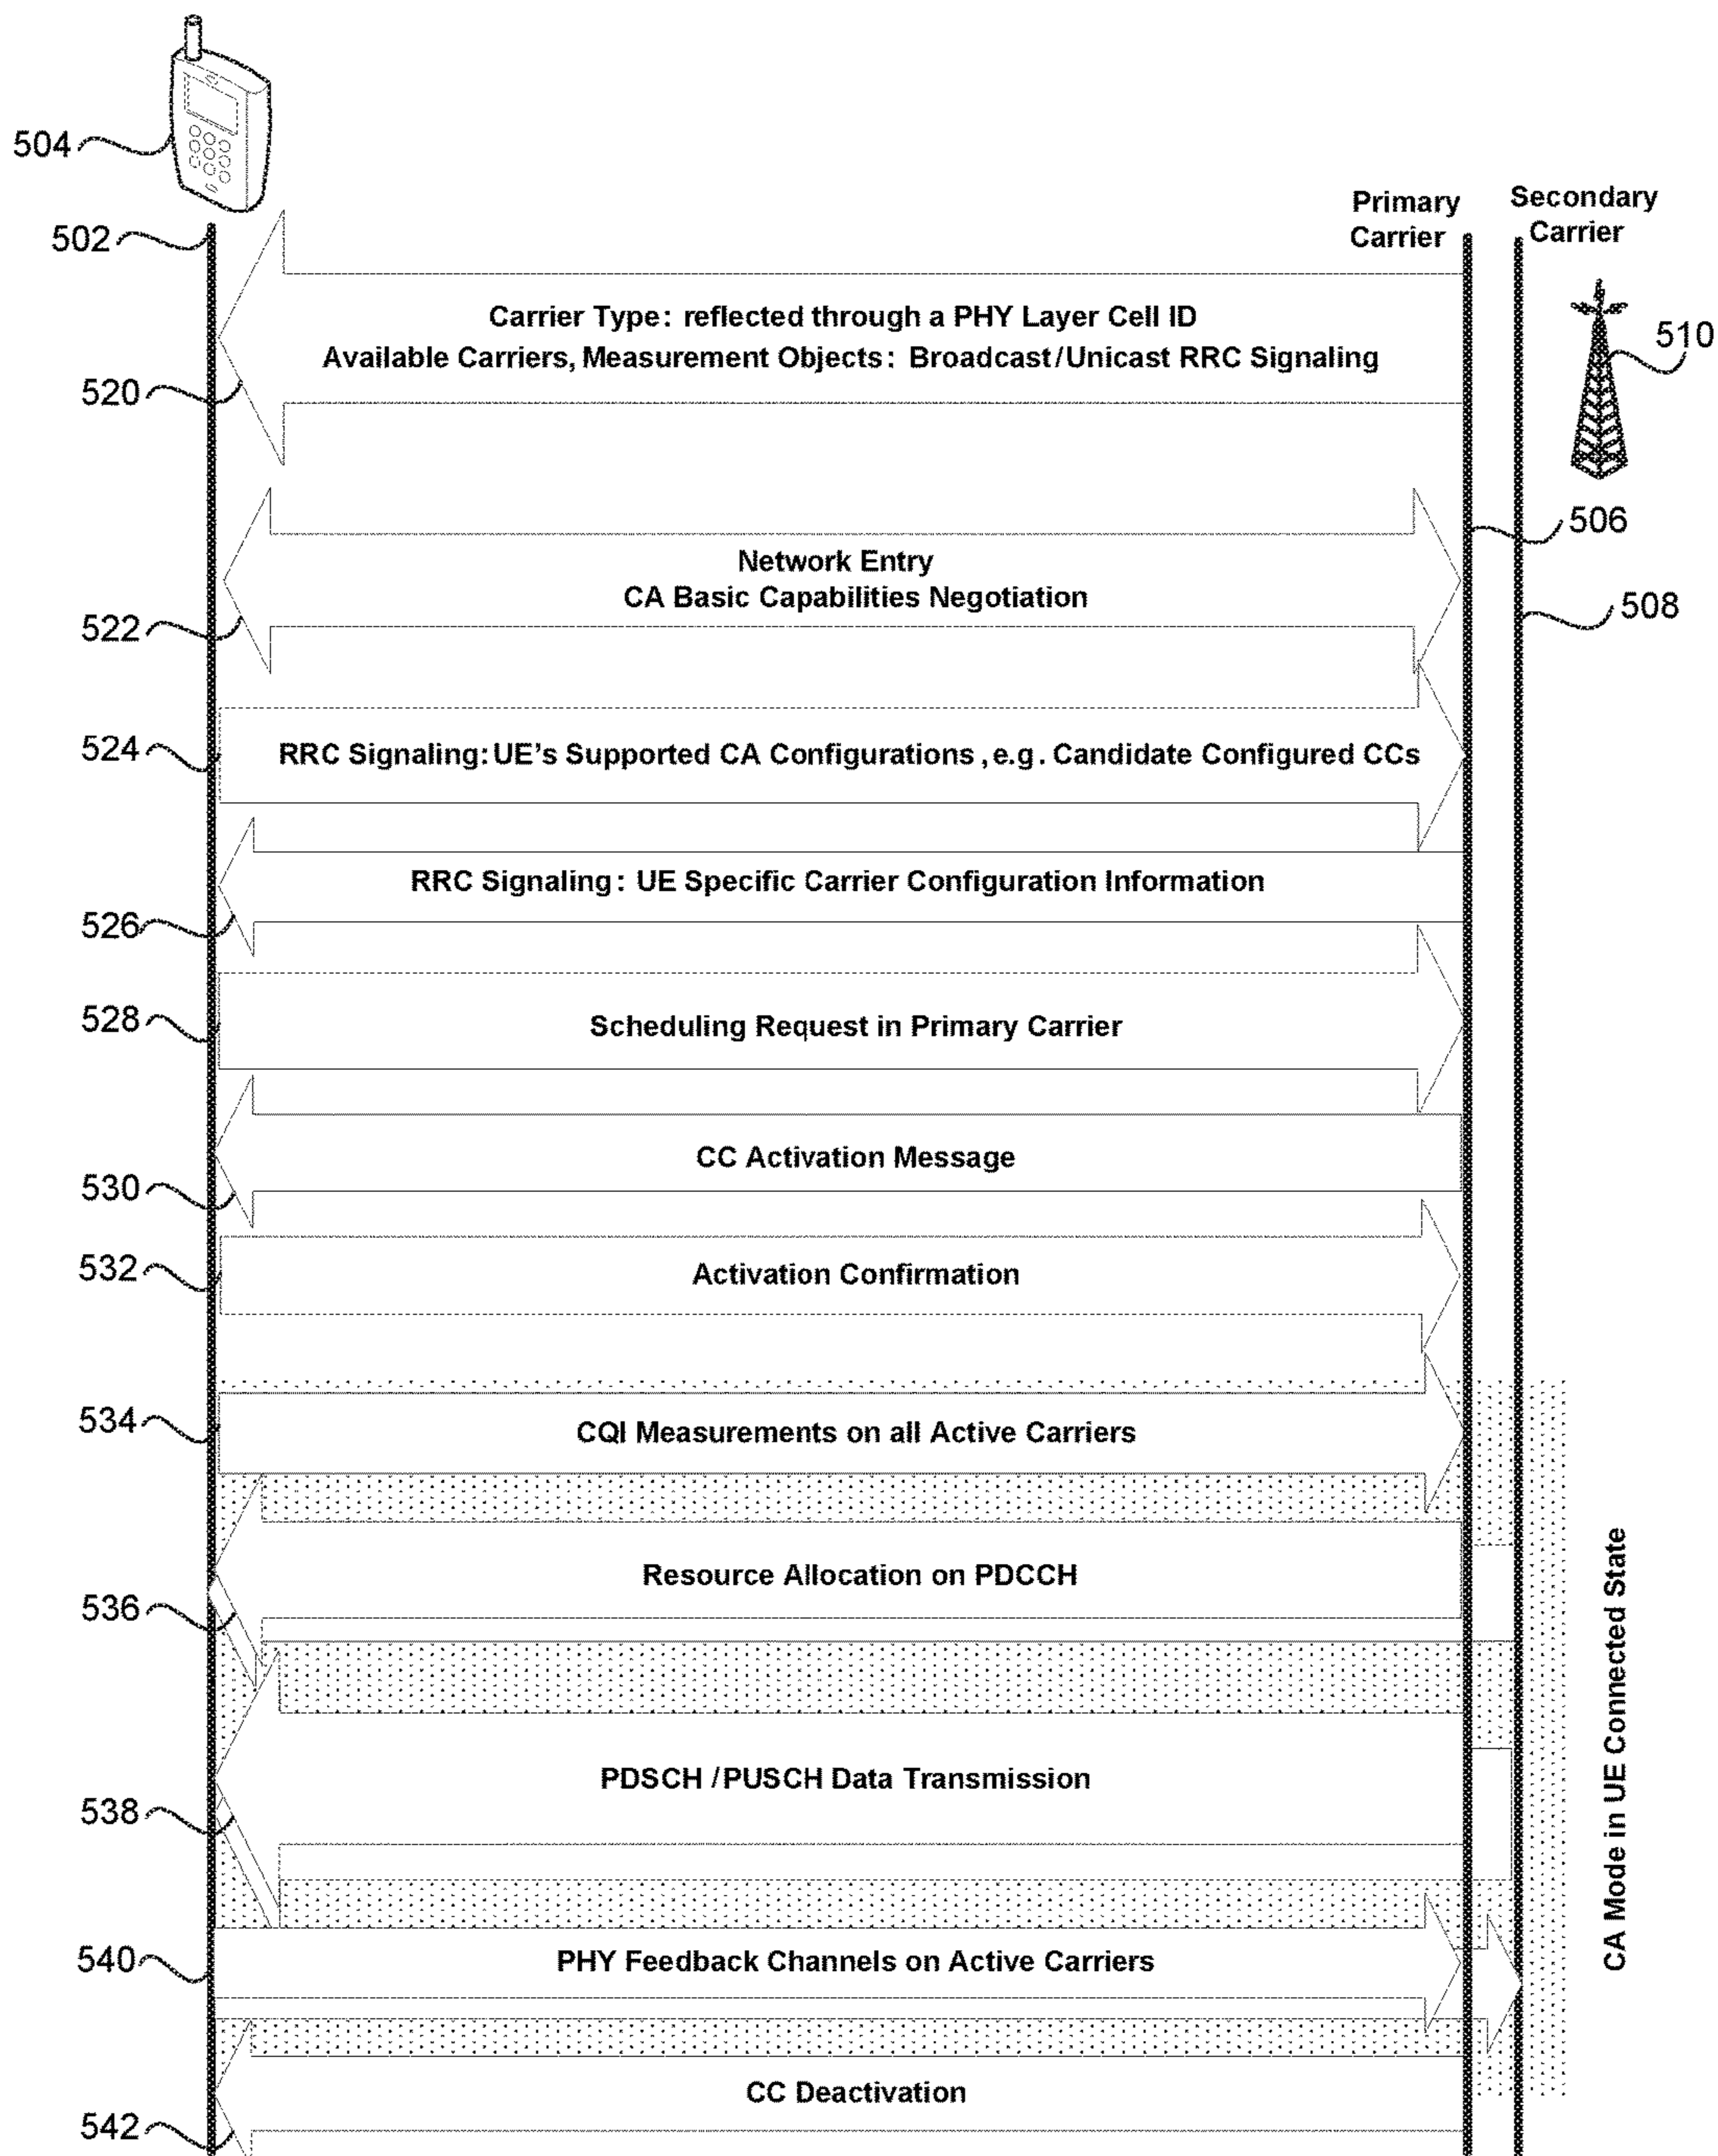 504
502
Primary
Carrier
Secondary
Carrier
510
Carrier Type: reflected through a PHY Layer Cell ID
Available Carriers, Measurement Objects: Broadcast/Unicast RRC Signaling
520
506
Network Entry
CA Basic Capabilities Negotiation
508
522
524
RRC Signaling: UE's Supported CA Configurations, e.g. Candidate Configured CCs
RRC Signaling: UE Specific Carrier Configuration Information
526
528
Scheduling Request in Primary Carrier
CC Activation Message
530
532
Activation Confirmation
534
CQI Measurements on all Active Carriers
Resource Allocation on PDCCH
536
PDSCH/PUSCH Data Transmission
538
CA Mode in UE Connected State
540
PHY Feedback Channels on Active Carriers
CC Deactivation
542